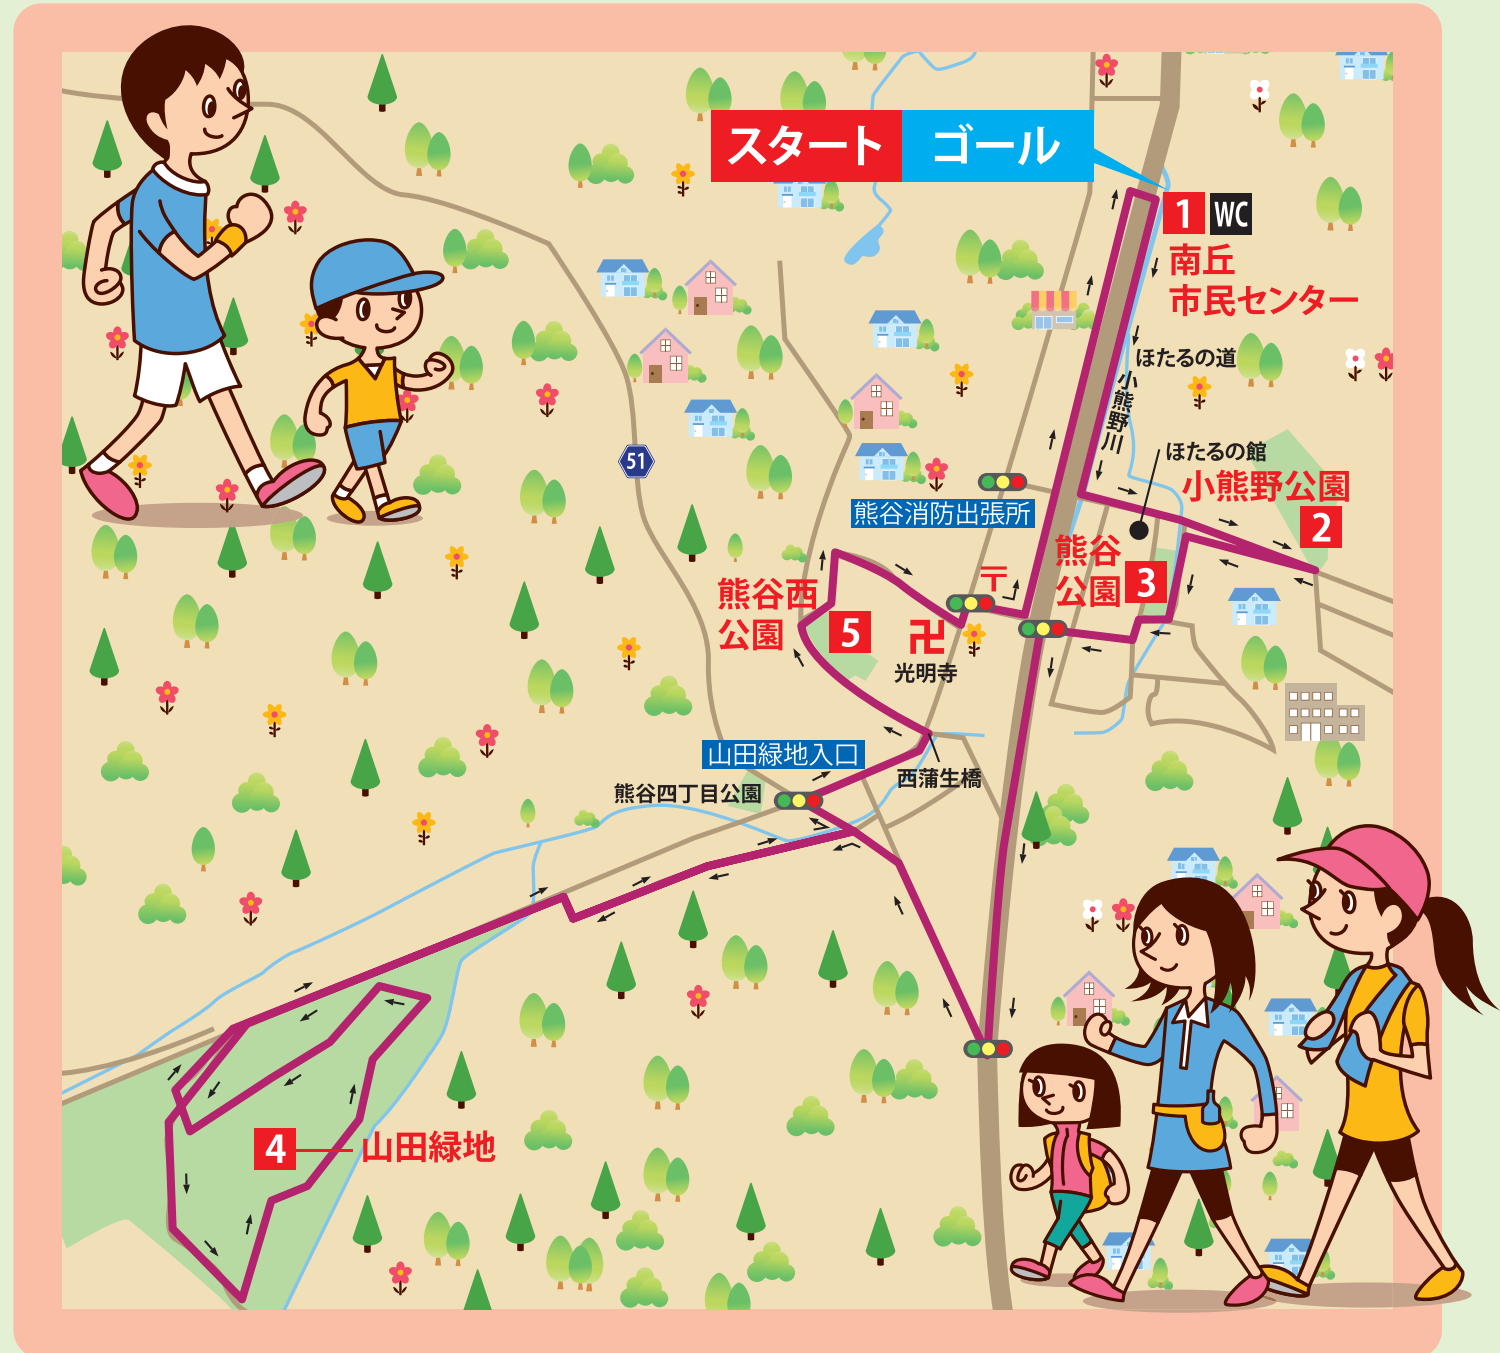 スタート
ゴール
1 WC
南丘
市民センター
ほたるの道
小熊野川
ほたるの館
小熊野公園
2
51
熊谷消防出張所
熊谷
公園
3
〒
熊谷西
公園
5
卍
光明寺
山田緑地入口
西蒲生橋
熊谷四丁目公園
4
山田緑地